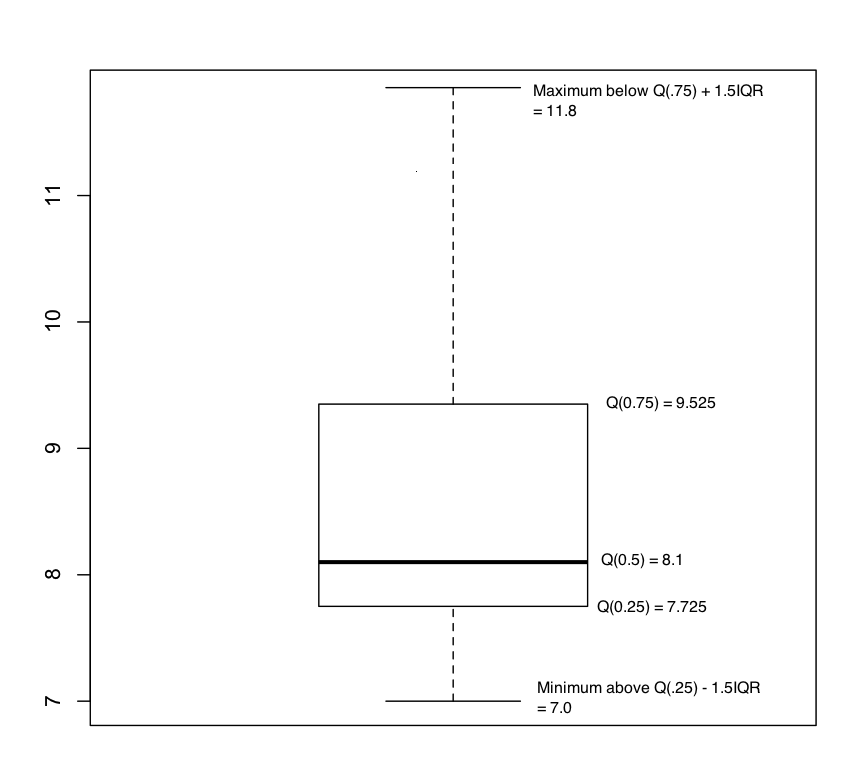 Maximum below Q(.75) + 1.5IQR
= 11.8
11
10
Q(0.75) = 9.525
9
Q(0.5) = 8.1
8
Q(0.25) = 7.725
Minimum above Q(.25) - 1.5IQR
7
= 7.0